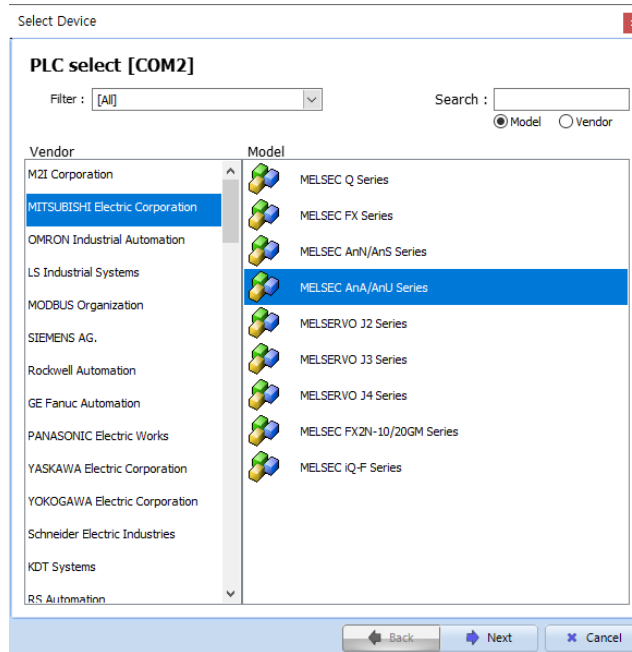 Select Device
PLC select [COM2]
Filter : [All]
Search :
Model Vendor
Vendor
M2I Corporation
MITSUBISHI Electric Corporation
OMRON Industrial Automation
LS Industrial Systems
MODBUS Organization
SIEMENS AG.
Rockwell Automation
GE Fanuc Automation
PANASONIC Electric Works
YASKAWA Electric Corporation
YOKOGAWA Electric Corporation
Schneider Electric Industries
KDT Systems
RS Automation
Model
MELSEC Q Series
MELSEC FX Series
MELSEC AnN/AnS Series
MELSEC AnA/AnU Series
MELSERVO J2 Series
MELSERVO J3 Series
MELSERVO J4 Series
MELSEC FX2N-10/20GM Series
MELSEC iQ-F Series
Back Next Cancel